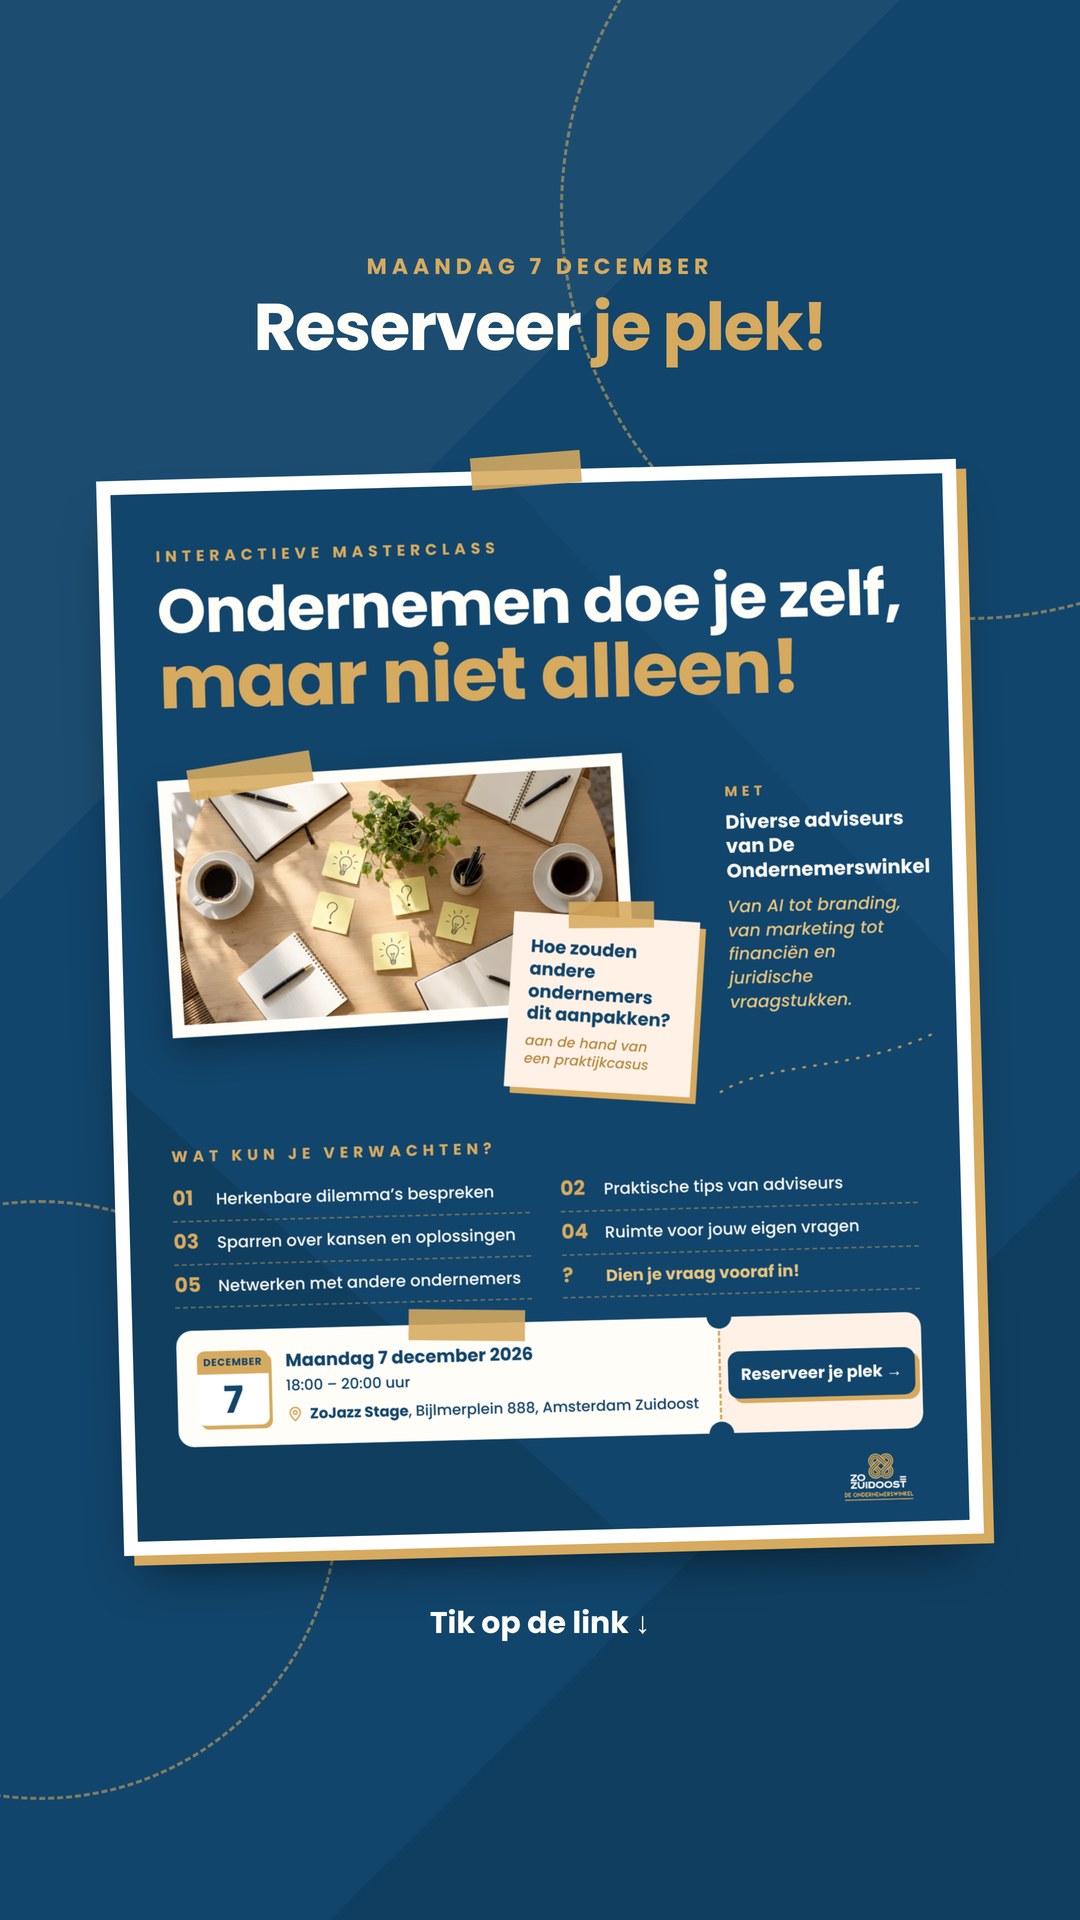 MAANDAG 7 DECEMBER
Reserveer je plek!
INTERACTIEVE MASTERCLASS
Ondernemen doe je zelf,
maar niet alleen!
MET
Diverse adviseurs
van De
Ondernemerswinkel
Van AI tot branding,
van marketing tot
financiën en
juridische
vraagstukken.
?
?
Hoe zouden
andere
ondernemers
dit aanpakken?
aan de hand van
een praktijkcasus
WAT KUN JE VERWACHTEN?
01 Herkenbare dilemma's bespreken
02 Praktische tips van adviseurs
03 Sparren over kansen en oplossingen
04 Ruimte voor jouw eigen vragen
05 Netwerken met andere ondernemers
? Dien je vraag vooraf in!
DECEMBER
7
Maandag 7 december 2026
18:00 – 20:00 uur
ZoJazz Stage, Bijlmerplein 888, Amsterdam Zuidoost
Reserveer je plek →
ZO
ZUIDOOST
DE ONDERNEMERSWINKEL
Tik op de link ↓